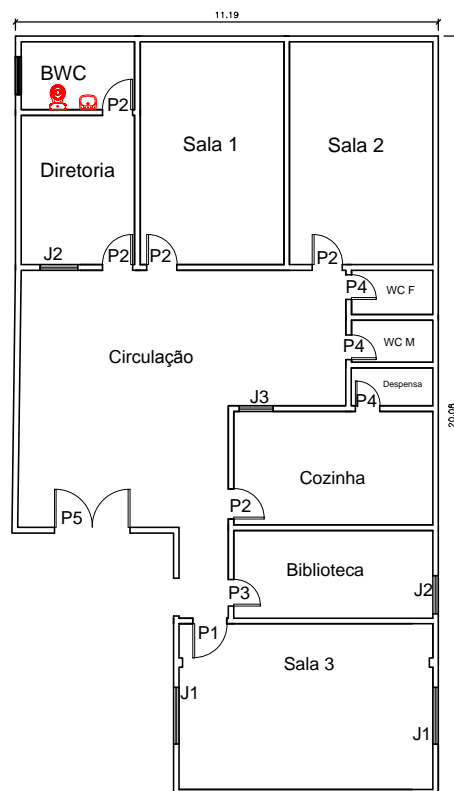 11.19
BWC
P2
Sala 1
Sala 2
Diretoria
J2
P2
P2
P2
P4
WC F
P4
WC M
Circulação
Despensa
P4
J3
20.08
Cozinha
P2
P5
Biblioteca
J2
P3
P1
Sala 3
J1
J1